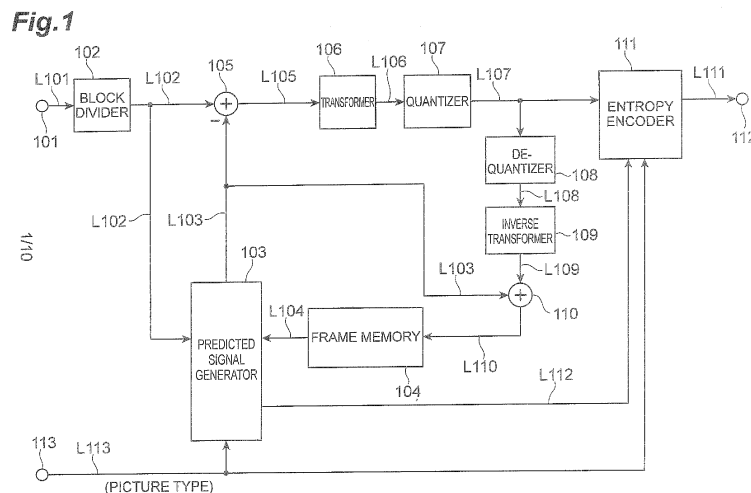 Fig.1
102
L101
BLOCK
DIVIDER
101
L102
105
−
L105
106
TRANSFORMER
L106
107
QUANTIZER
L107
111
ENTROPY
ENCODER
L111
112
DE-
QUANTIZER
108
L108
INVERSE
TRANSFORMER
109
L109
110
L102
L103
103
L103
L104
FRAME MEMORY
104
L110
PREDICTED
SIGNAL
GENERATOR
L112
113
L113
(PICTURE TYPE)
1/10